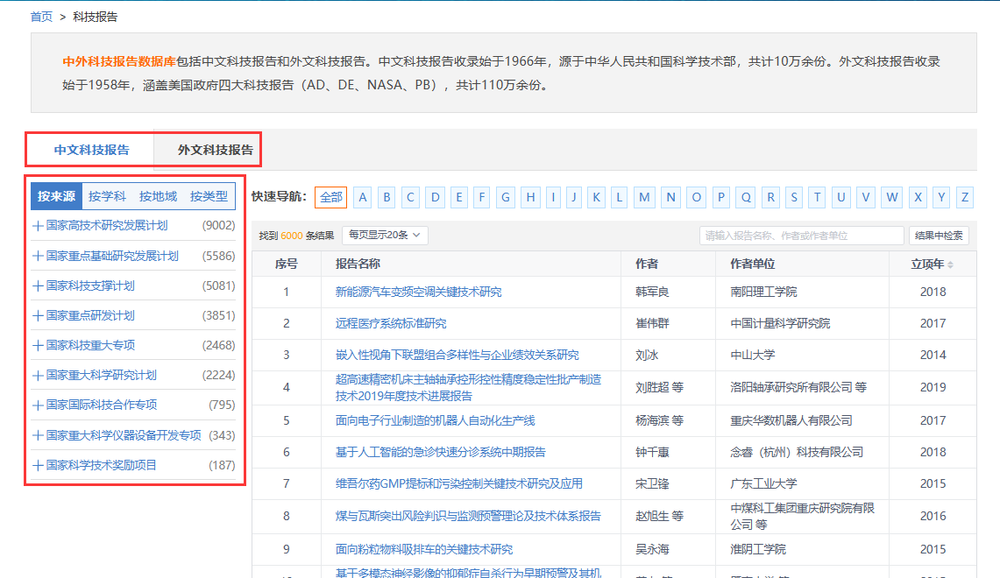 首页 > 科技报告
中外科技报告数据库包括中文科技报告和外文科技报告。中文科技报告收录始于1966年，源于中华人民共和国科学技术部，共计10万余份。外文科技报告收录
始于1958年，涵盖美国政府四大科技报告（AD、DE、NASA、PB），共计110万余份。
中文科技报告 外文科技报告
按来源 按学科 按地域 按类型
国家高技术研究发展计划 (9002)
国家重点基础研究发展计划 (5586)
国家科技支撑计划 (5081)
国家重点研发计划 (3851)
国家科技重大专项 (2468)
国家重大科学研究计划 (2224)
国家国际科技合作专项 (795)
国家重大科学仪器设备开发专项 (343)
国家科学技术奖励项目 (187)
快速导航： 全部 A B C D E F G H I J K L M N O P Q R S T U V W X Y Z
找到 6000 条结果 每页显示20条 请输入报告名称、作者或作者单位 结果中检索
序号 报告名称 作者 作者单位 立项年
1 新能源汽车变频空调关键技术研究 韩军良 南阳理工学院 2018
2 远程医疗系统标准研究 崔伟群 中国计量科学研究院 2017
3 嵌入性视角下联盟组合多样性与企业绩效关系研究 刘冰 中山大学 2014
4 超高速精密机床主轴轴承控形控性精度稳定性批产制造
技术2019年度技术进展报告 刘胜超 等 洛阳轴承研究所有限公司 等 2019
5 面向电子行业制造的机器人自动化生产线 杨海滨 等 重庆华数机器人有限公司 2017
6 基于人工智能的急诊快速分诊系统中期报告 钟千惠 念睿（杭州）科技有限公司 2018
7 维吾尔药GMP提标和污染控制关键技术研究及应用 宋卫锋 广东工业大学 2015
8 煤与瓦斯突出风险判识与监测预警理论及技术体系报告 赵旭生 等 中煤科工集团重庆研究院有限
公司 等 2016
9 面向粉粒物料吸排车的关键技术研究 吴永海 淮阴工学院 2015
基于多模态神经影像的抑郁症自杀行为早期预警及其机